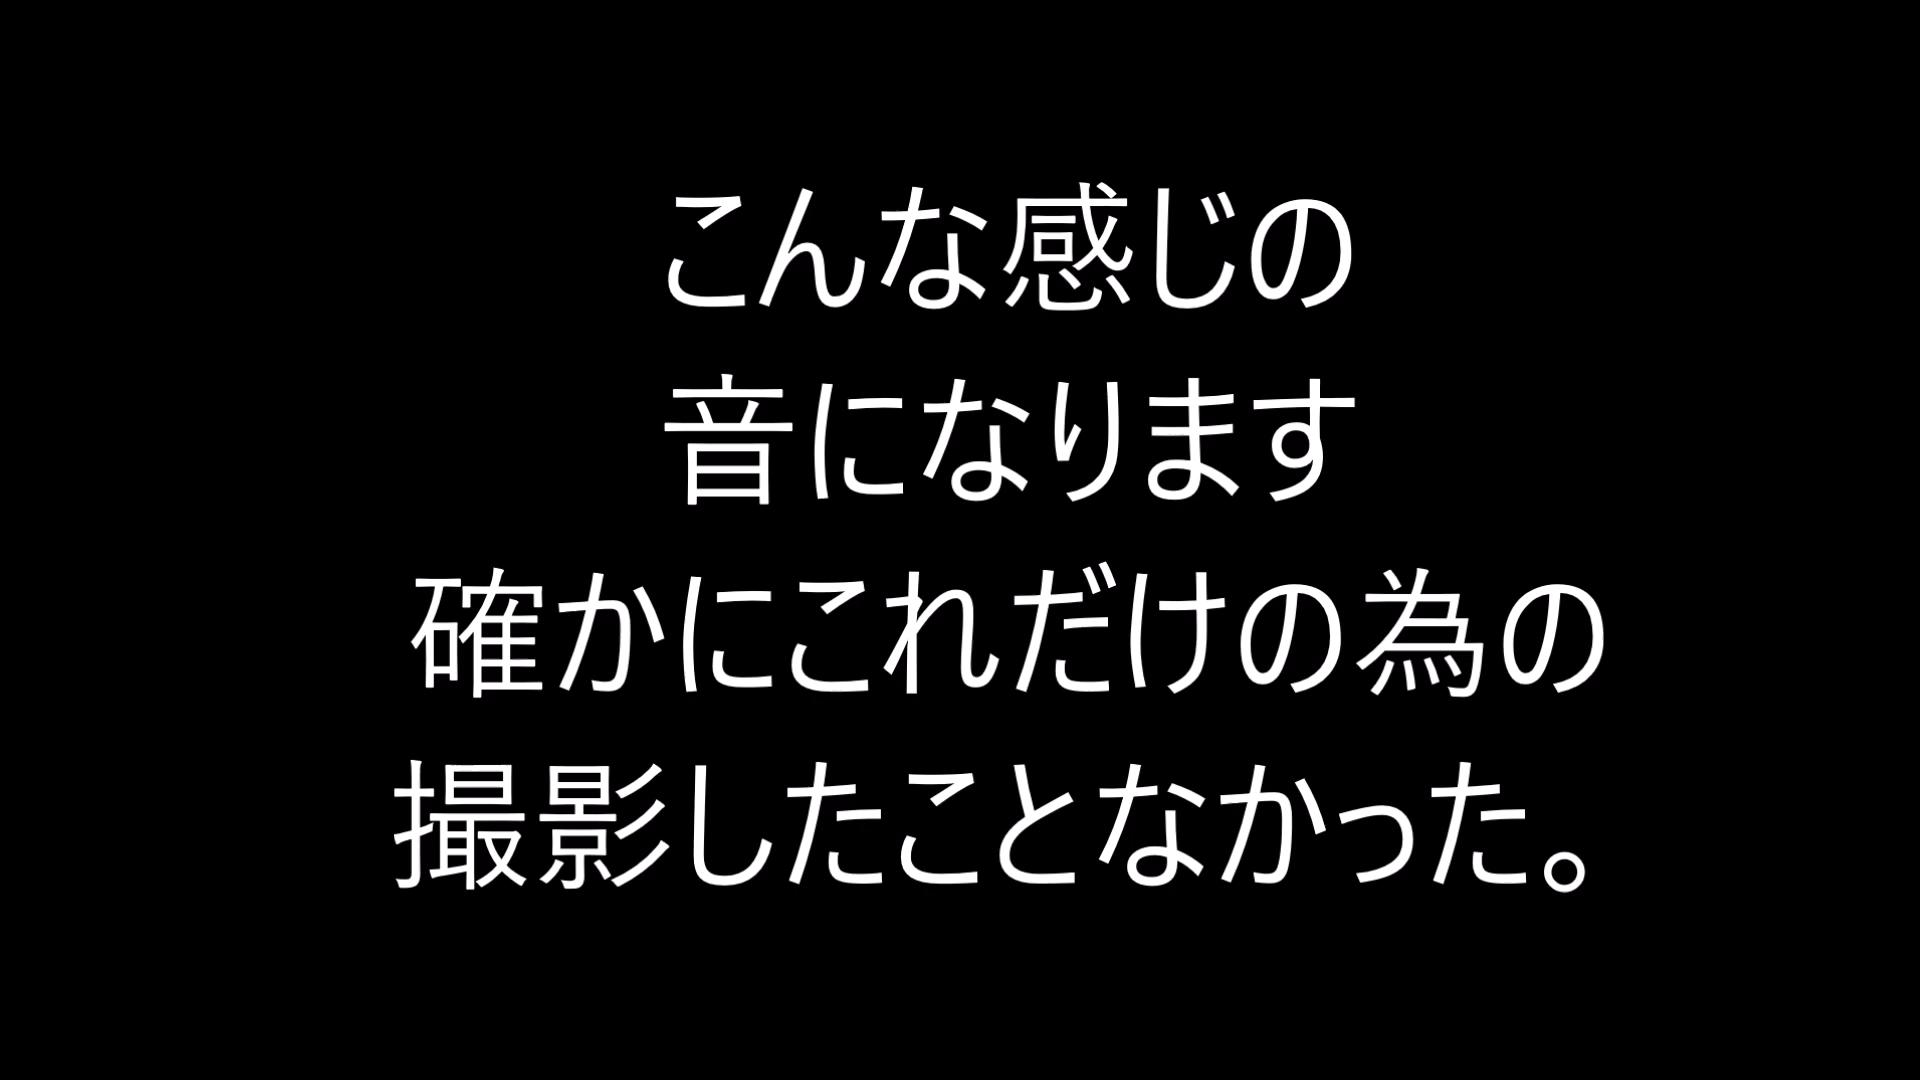 こんな感じの
音になります
確かにこれだけの為の
撮影したことなかった。